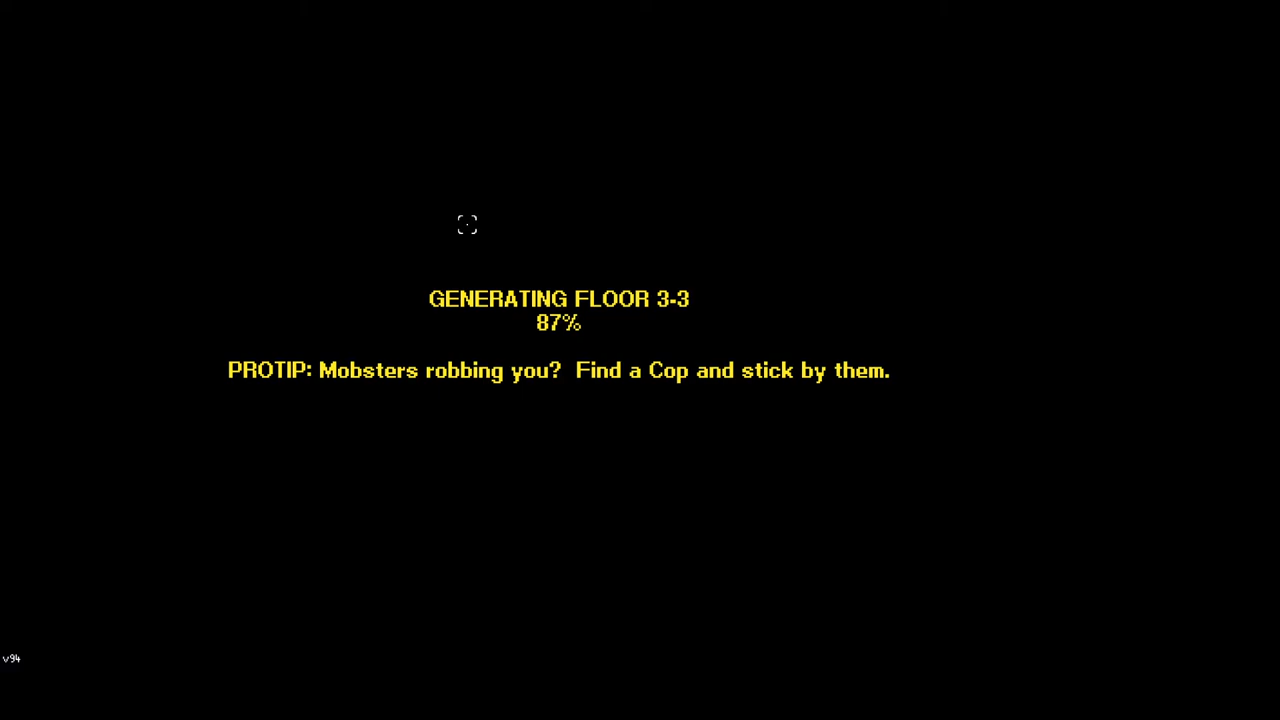 GENERATING FLOOR 3-3
87%
PROTIP: Mobsters robbing you?  Find a Cop and stick by them.
v94